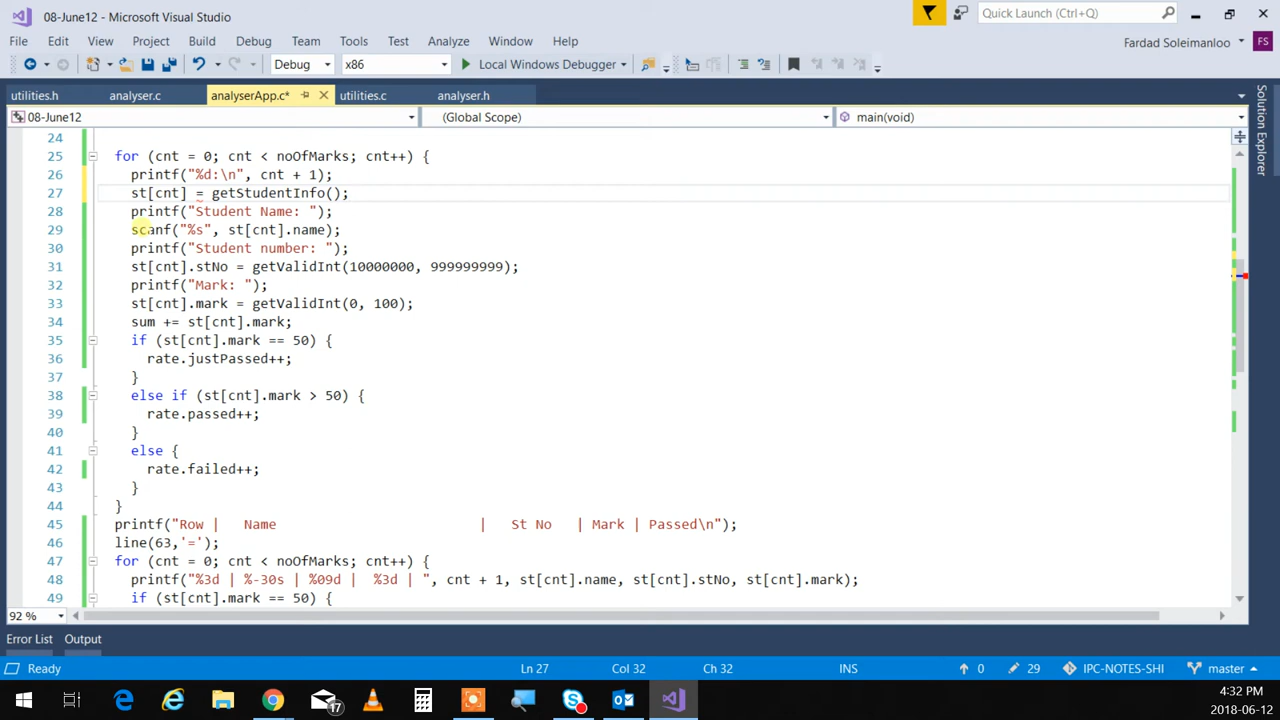 08-June12 - Microsoft Visual Studio
Quick Launch (Ctrl+Q)
File Edit View Project Build Debug Team Tools Test Analyze Window Help
Fardad Soleimanloo FS
Debug x86 Local Windows Debugger
utilities.h analyser.c analyserApp.c* utilities.c analyser.h
Solution Explorer
08-June12 (Global Scope) main(void)
24
25 for (cnt = 0; cnt < noOfMarks; cnt++) {
26 printf("%d:\n", cnt + 1);
27 st[cnt] = getStudentInfo();
28 printf("Student Name: ");
29 scanf("%s", st[cnt].name);
30 printf("Student number: ");
31 st[cnt].stNo = getValidInt(10000000, 999999999);
32 printf("Mark: ");
33 st[cnt].mark = getValidInt(0, 100);
34 sum += st[cnt].mark;
35 if (st[cnt].mark == 50) {
36 rate.justPassed++;
37 }
38 else if (st[cnt].mark > 50) {
39 rate.passed++;
40 }
41 else {
42 rate.failed++;
43 }
44 }
45 printf("Row |   Name                         |   St No   | Mark | Passed\n");
46 line(63,'=');
47 for (cnt = 0; cnt < noOfMarks; cnt++) {
48 printf("%3d | %-30s | %09d |  %3d | ", cnt + 1, st[cnt].name, st[cnt].stNo, st[cnt].mark);
49 if (st[cnt].mark == 50) {
92 %
Error List Output
Ready Ln 27 Col 32 Ch 32 INS 0 29 IPC-NOTES-SHI master
17
4:32 PM
2018-06-12